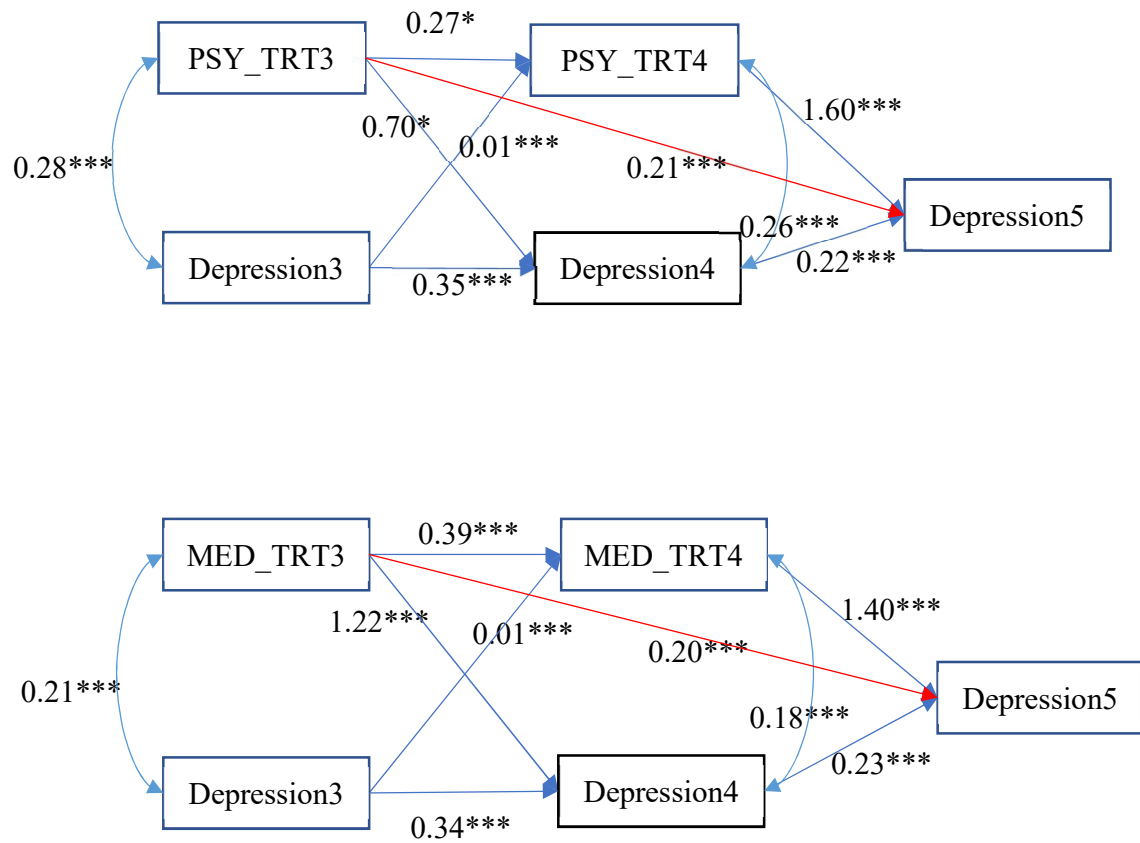 0.27*
PSY_TRT3
PSY_TRT4
1.60***
0.70*
0.01***
0.28***
0.21***
Depression5
0.26***
Depression3
Depression4
0.22***
0.35***
MED_TRT3
0.39***
MED_TRT4
1.40***
1.22***
0.01***
0.20***
0.21***
Depression5
0.18***
0.23***
Depression3
Depression4
0.34***